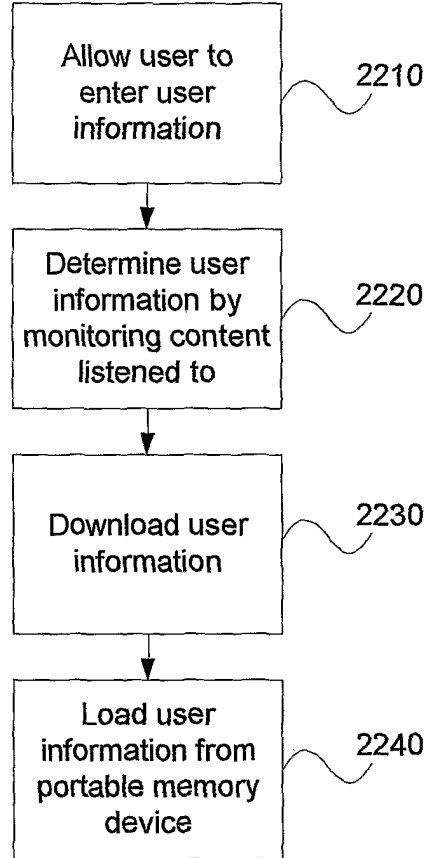 Allow user to
enter user
information
2210
Determine user
information by
monitoring content
listened to
2220
Download user
information
2230
Load user
information from
portable memory
device
2240